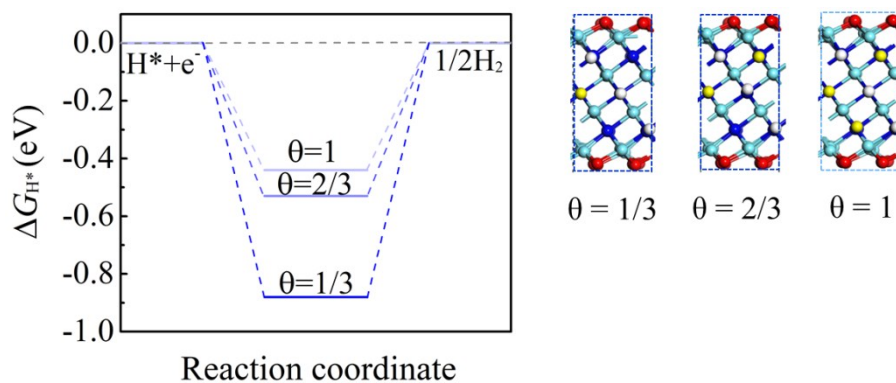 0.0
-0.2
-0.4
-0.6
-0.8
-1.0
ΔG_H* (eV)
H*+e-
1/2H2
θ=1
θ=2/3
θ=1/3
Reaction coordinate
θ = 1/3
θ = 2/3
θ = 1